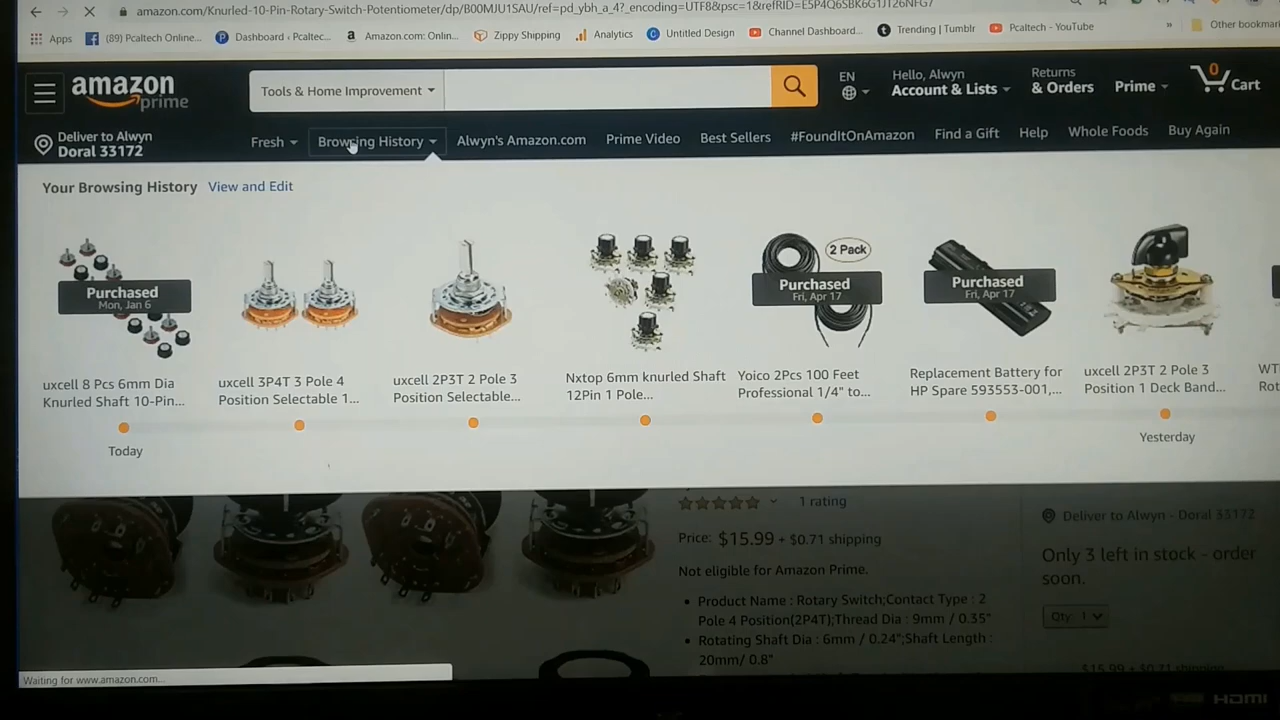 amazon.com/Knurled-10-Pin-Rotary-Switch-Potentiometer/dp/B00MJU1SAU/ref=pd_ybh_a_4?_encoding=UTF8&psc=1&refRID=
Apps
(89) Pcaltech Online...
Dashboard ‹ Pcaltec...
Amazon.com: Onlin...
Zippy Shipping
Analytics
Untitled Design
Channel Dashboard...
Trending | Tumblr
Pcaltech - YouTube
»
Other bookmar
amazon
prime
Tools & Home Improvement
EN
Hello, Alwyn
Account & Lists
Returns
& Orders
Prime
0
Cart
Deliver to Alwyn
Doral 33172
Fresh
Browsing History
Alwyn's Amazon.com
Prime Video
Best Sellers
#FoundItOnAmazon
Find a Gift
Help
Whole Foods
Buy Again
Your Browsing History View and Edit
Purchased
Mon, Jan 6
2 Pack
Purchased
Fri, Apr 17
Purchased
Fri, Apr 17
uxcell 8 Pcs 6mm Dia
Knurled Shaft 10-Pin...
uxcell 3P4T 3 Pole 4
Position Selectable 1...
uxcell 2P3T 2 Pole 3
Position Selectable...
Nxtop 6mm knurled Shaft
12Pin 1 Pole...
Yoico 2Pcs 100 Feet
Professional 1/4" to...
Replacement Battery for
HP Spare 593553-001,...
uxcell 2P3T 2 Pole 3
Position 1 Deck Band...
WT
Rot
Today
Yesterday
1 rating
Price: $15.99 + $0.71 shipping
Not eligible for Amazon Prime.
• Product Name : Rotary Switch;Contact Type : 2
Pole 4 Position(2P4T);Thread Dia : 9mm / 0.35"
• Rotating Shaft Dia : 6mm / 0.24";Shaft Length :
20mm/ 0.8"
Deliver to Alwyn - Doral 33172
Only 3 left in stock - order
soon.
Qty: 1
$15.99 + $0.71 shipping
Waiting for www.amazon.com...
HDMI